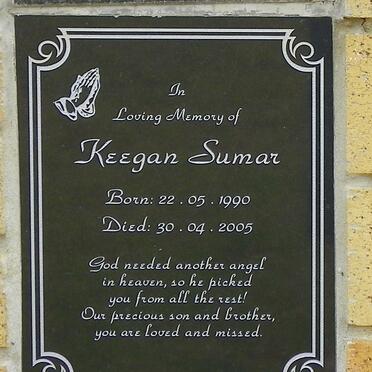 In
Loving Memory of
Keegan Sumar
Born: 22 . 05 . 1990
Died: 30 . 04 . 2005
God needed another angel
in heaven, so he picked
you from all the rest!
Our precious son and brother,
you are loved and missed.